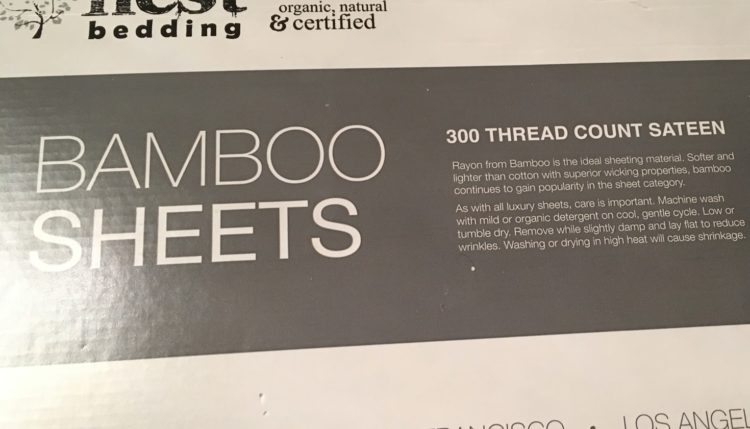 nest
bedding
organic, natural
& certified
BAMBOO
SHEETS
300 THREAD COUNT SATEEN
Rayon from Bamboo is the ideal sheeting material. Softer and
lighter than cotton with superior wicking properties, bamboo
continues to gain popularity in the sheet category.
As with all luxury sheets, care is important. Machine wash
with mild or organic detergent on cool, gentle cycle. Low or
tumble dry. Remove while slightly damp and lay flat to reduce
wrinkles. Washing or drying in high heat will cause shrinkage.
FRANCISCO • LOS ANGEL